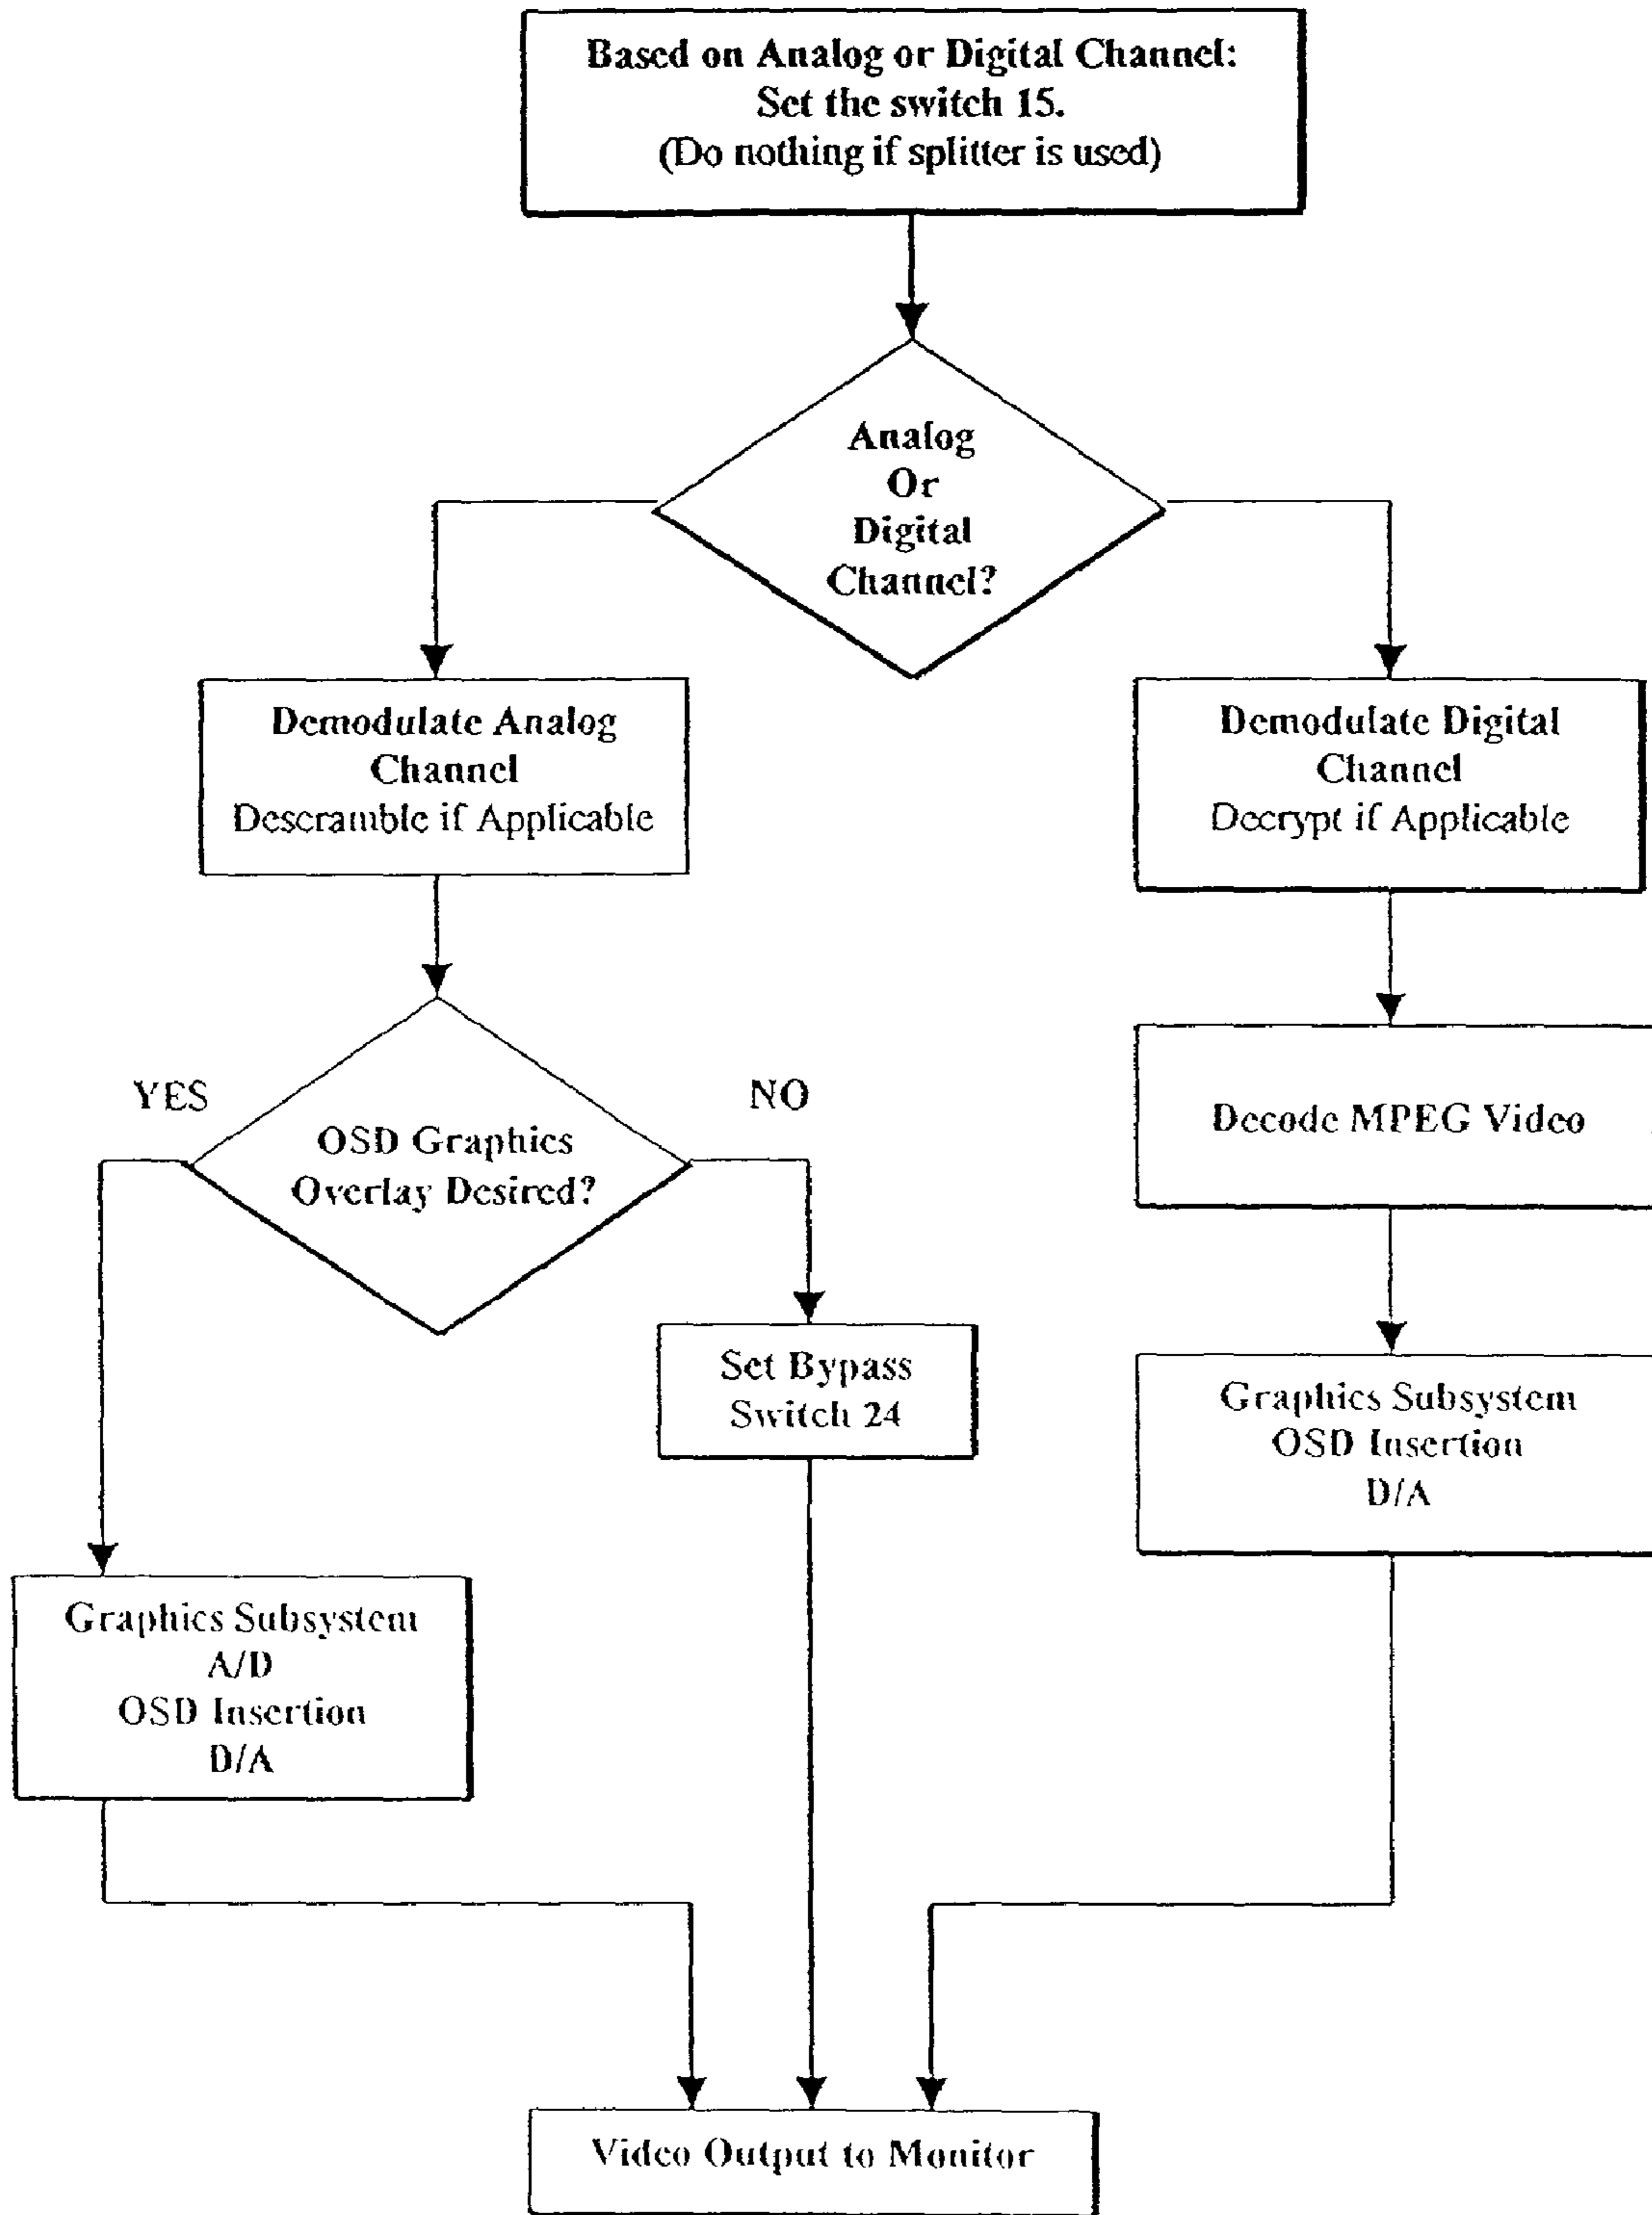 Based on Analog or Digital Channel:
Set the switch 15.
(Do nothing if splitter is used)
Analog
Or
Digital
Channel?
Demodulate Analog
Channel
Descramble if Applicable
Demodulate Digital
Channel
Decrypt if Applicable
YES
NO
OSD Graphics
Overlay Desired?
Decode MPEG Video
Set Bypass
Switch 24
Graphics Subsystem
OSD Insertion
D/A
Graphics Subsystem
A/D
OSD Insertion
D/A
Video Output to Monitor